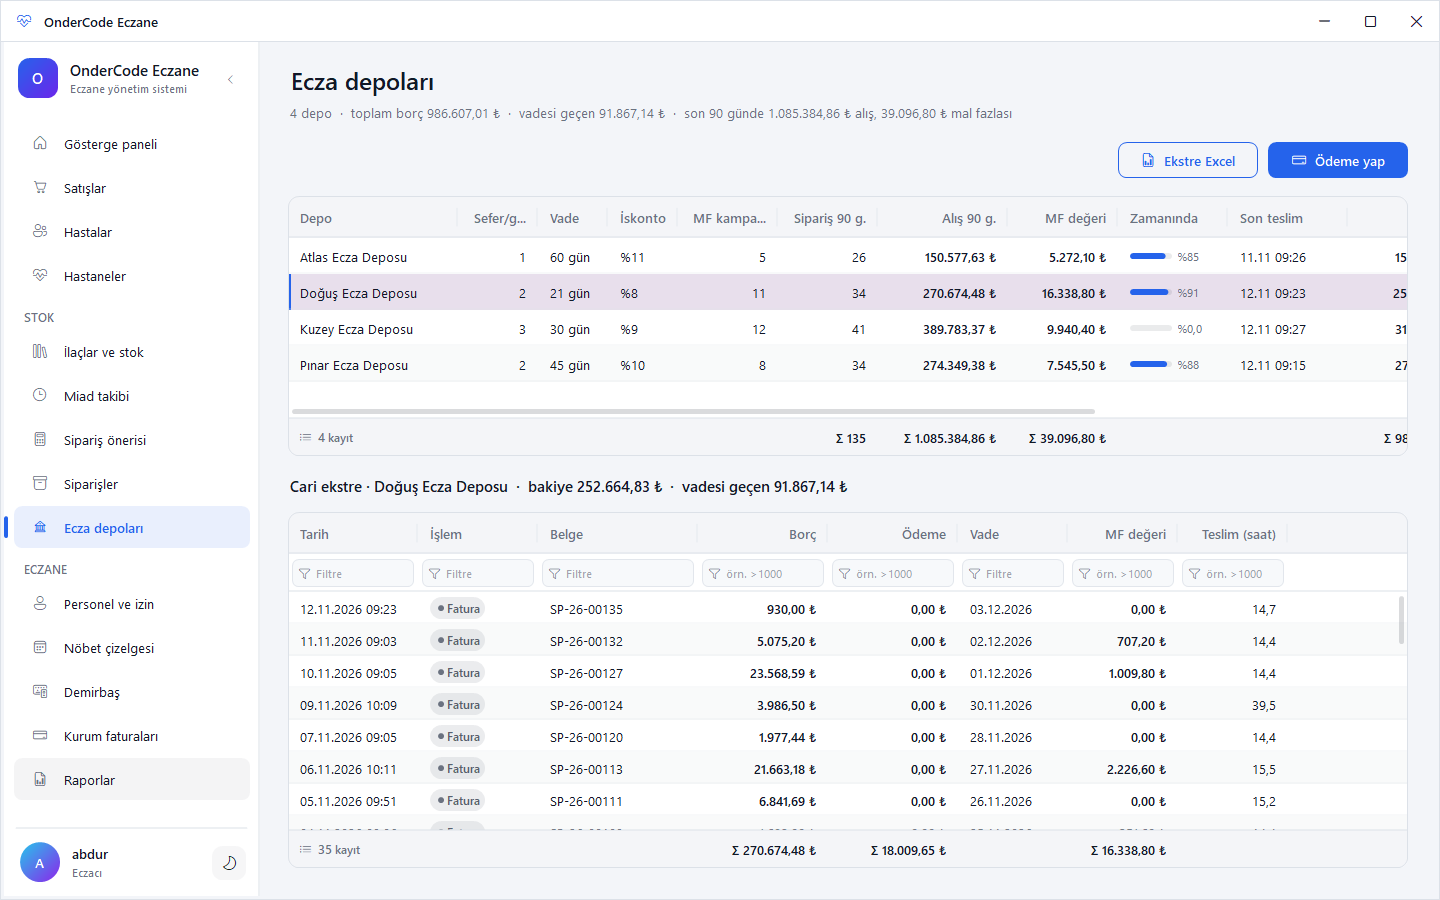 OnderCode Eczane
O
OnderCode Eczane
Eczane yönetim sistemi
Gösterge paneli
Satışlar
Hastalar
Hastaneler
STOK
İlaçlar ve stok
Miad takibi
Sipariş önerisi
Siparişler
Ecza depoları
ECZANE
Personel ve izin
Nöbet çizelgesi
Demirbaş
Kurum faturaları
Raporlar
A
abdur
Eczacı
Ecza depoları
4 depo · toplam borç 986.607,01 ₺ · vadesi geçen 91.867,14 ₺ · son 90 günde 1.085.384,86 ₺ alış, 39.096,80 ₺ mal fazlası
Ekstre Excel
Ödeme yap
Depo Sefer/g... Vade İskonto MF kampa... Sipariş 90 g. Alış 90 g. MF değeri Zamanında Son teslim
Atlas Ecza Deposu 1 60 gün %11 5 26 150.577,63 ₺ 5.272,10 ₺ %85 11.11 09:26 15
Doğuş Ecza Deposu 2 21 gün %8 11 34 270.674,48 ₺ 16.338,80 ₺ %91 12.11 09:23 25
Kuzey Ecza Deposu 3 30 gün %9 12 41 389.783,37 ₺ 9.940,40 ₺ %0,0 12.11 09:27 31
Pınar Ecza Deposu 2 45 gün %10 8 34 274.349,38 ₺ 7.545,50 ₺ %88 12.11 09:15 27
4 kayıt Σ 135 Σ 1.085.384,86 ₺ Σ 39.096,80 ₺ Σ 98
Cari ekstre · Doğuş Ecza Deposu · bakiye 252.664,83 ₺ · vadesi geçen 91.867,14 ₺
Tarih İşlem Belge Borç Ödeme Vade MF değeri Teslim (saat)
Filtre Filtre Filtre örn. >1000 örn. >1000 Filtre örn. >1000 örn. >1000
12.11.2026 09:23 Fatura SP-26-00135 930,00 ₺ 0,00 ₺ 03.12.2026 0,00 ₺ 14,7
11.11.2026 09:03 Fatura SP-26-00132 5.075,20 ₺ 0,00 ₺ 02.12.2026 707,20 ₺ 14,4
10.11.2026 09:05 Fatura SP-26-00127 23.568,59 ₺ 0,00 ₺ 01.12.2026 1.009,80 ₺ 14,4
09.11.2026 10:09 Fatura SP-26-00124 3.986,50 ₺ 0,00 ₺ 30.11.2026 0,00 ₺ 39,5
07.11.2026 09:05 Fatura SP-26-00120 1.977,44 ₺ 0,00 ₺ 28.11.2026 0,00 ₺ 14,4
06.11.2026 10:11 Fatura SP-26-00113 21.663,18 ₺ 0,00 ₺ 27.11.2026 2.226,60 ₺ 15,5
05.11.2026 09:51 Fatura SP-26-00111 6.841,69 ₺ 0,00 ₺ 26.11.2026 0,00 ₺ 15,2
35 kayıt Σ 270.674,48 ₺ Σ 18.009,65 ₺ Σ 16.338,80 ₺